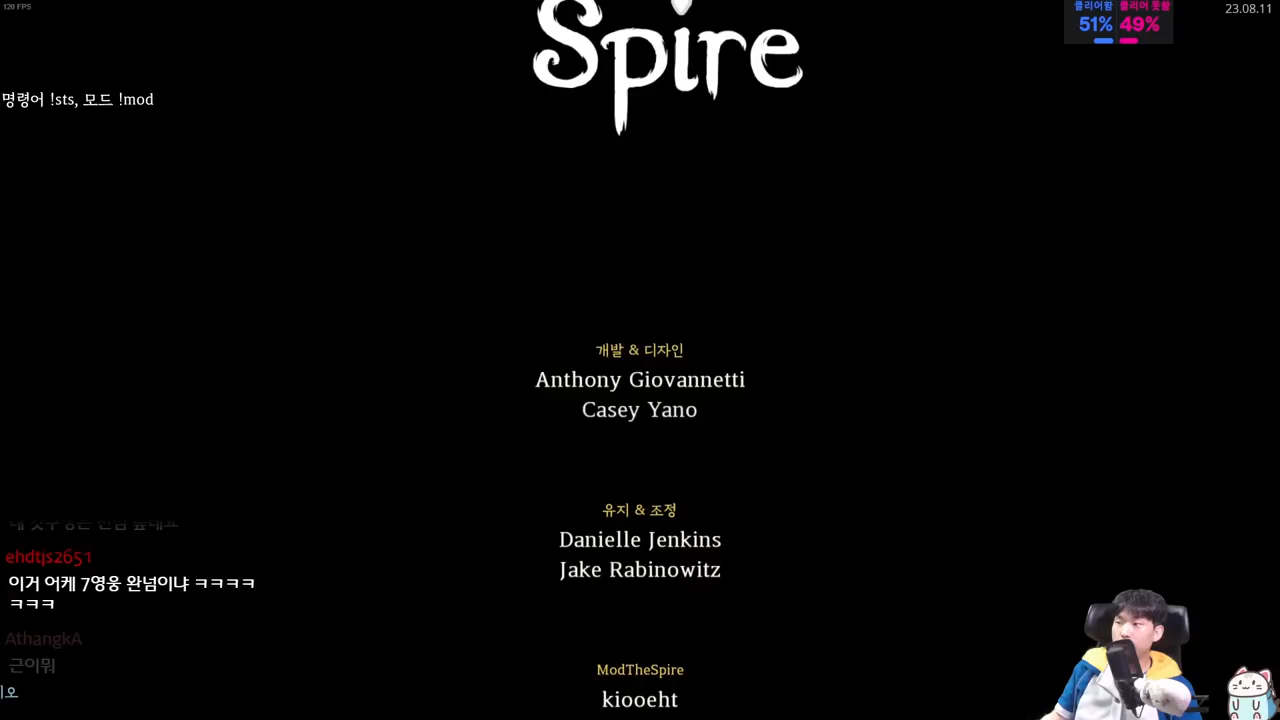 120 FPS
Spire
클리어함 클리어 못함
51% 49%
23.08.11
명령어 !sts, 모드 !mod
개발 & 디자인
Anthony Giovannetti
Casey Yano
유지 & 조정
Danielle Jenkins
Jake Rabinowitz
ModTheSpire
kiooeht
ehdtjs2651
이거 어케 7영웅 완넘이냐 ㅋㅋㅋㅋ
ㅋㅋㅋ
AthangkA
근이뭐